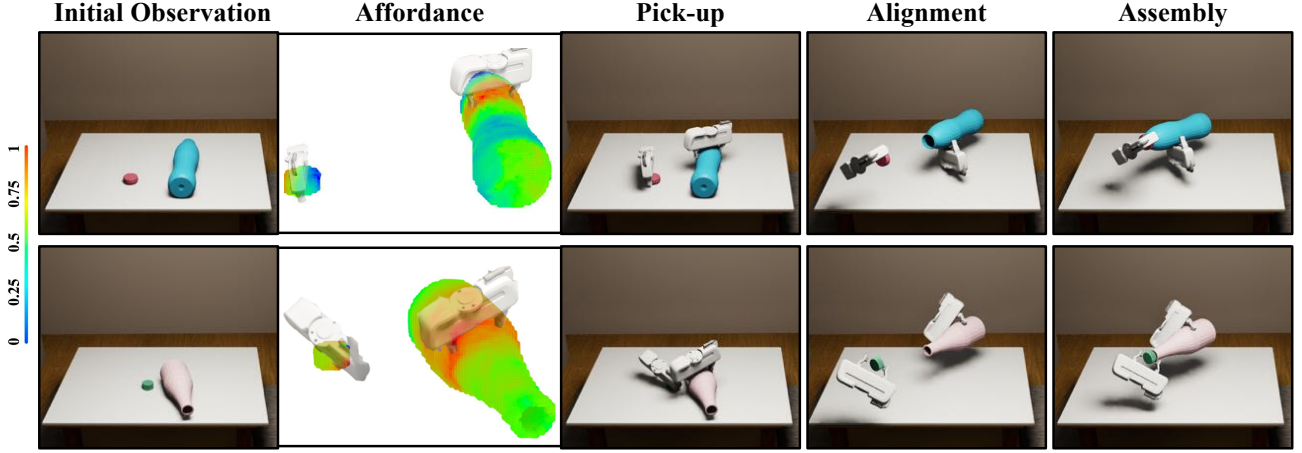 Initial Observation
Affordance
Pick-up
Alignment
Assembly
1
0.75
0.5
0.25
0